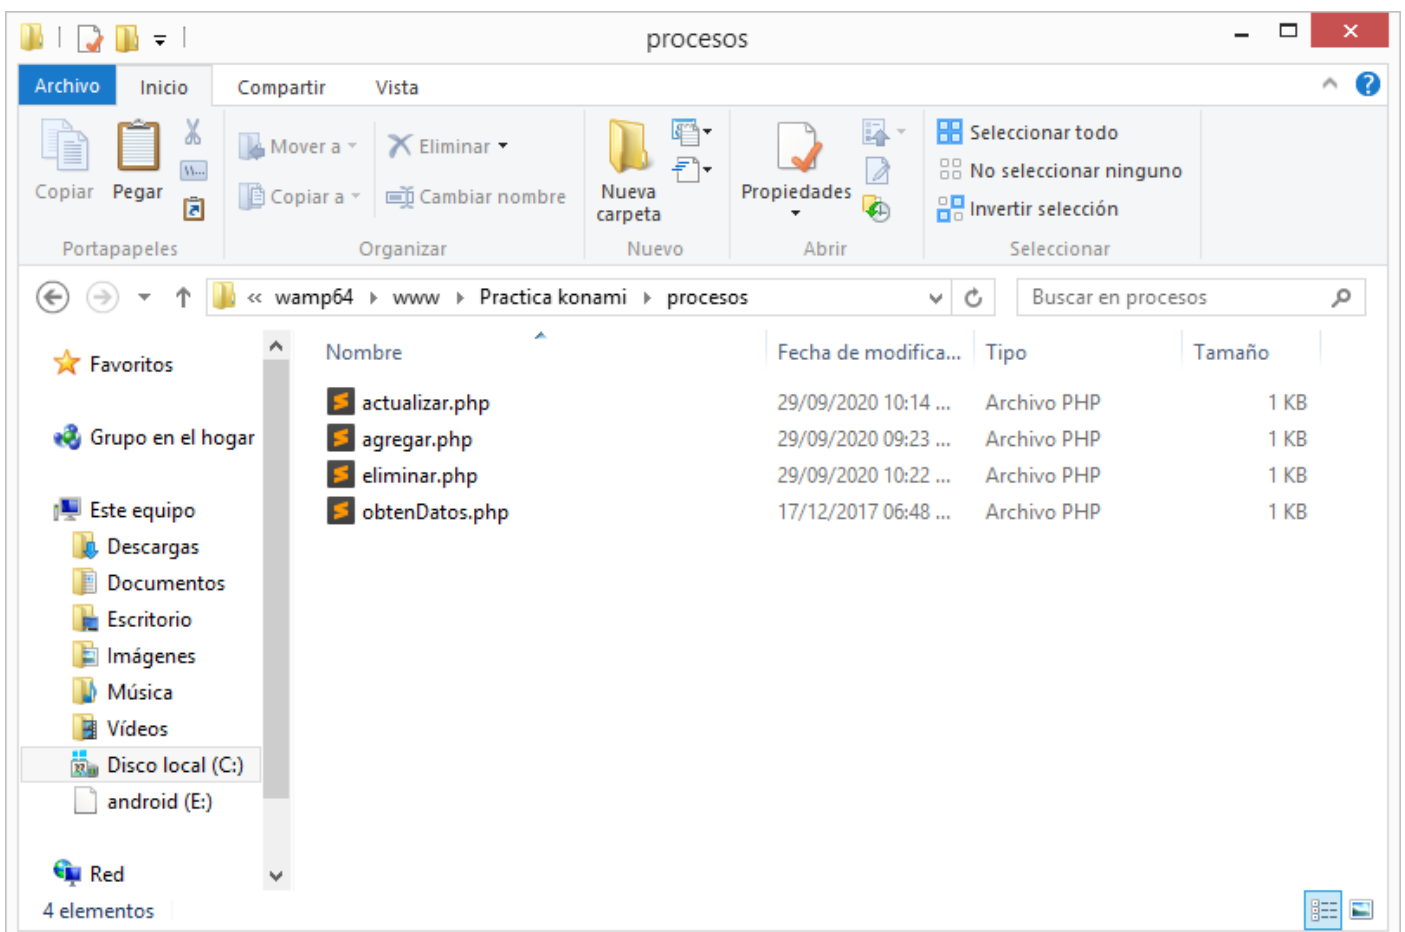 procesos
Archivo Inicio Compartir Vista
Copiar Pegar Mover a Copiar a Eliminar Cambiar nombre Nueva carpeta Propiedades Seleccionar todo
No seleccionar ninguno
Invertir selección
Portapapeles Organizar Nuevo Abrir Seleccionar
« wamp64 www Practica konami procesos Buscar en procesos
Nombre Fecha de modifica... Tipo Tamaño
actualizar.php 29/09/2020 10:14 ... Archivo PHP 1 KB
agregar.php 29/09/2020 09:23 ... Archivo PHP 1 KB
eliminar.php 29/09/2020 10:22 ... Archivo PHP 1 KB
obtenDatos.php 17/12/2017 06:48 ... Archivo PHP 1 KB
Favoritos
Grupo en el hogar
Este equipo
Descargas
Documentos
Escritorio
Imágenes
Música
Vídeos
Disco local (C:)
android (E:)
Red
4 elementos